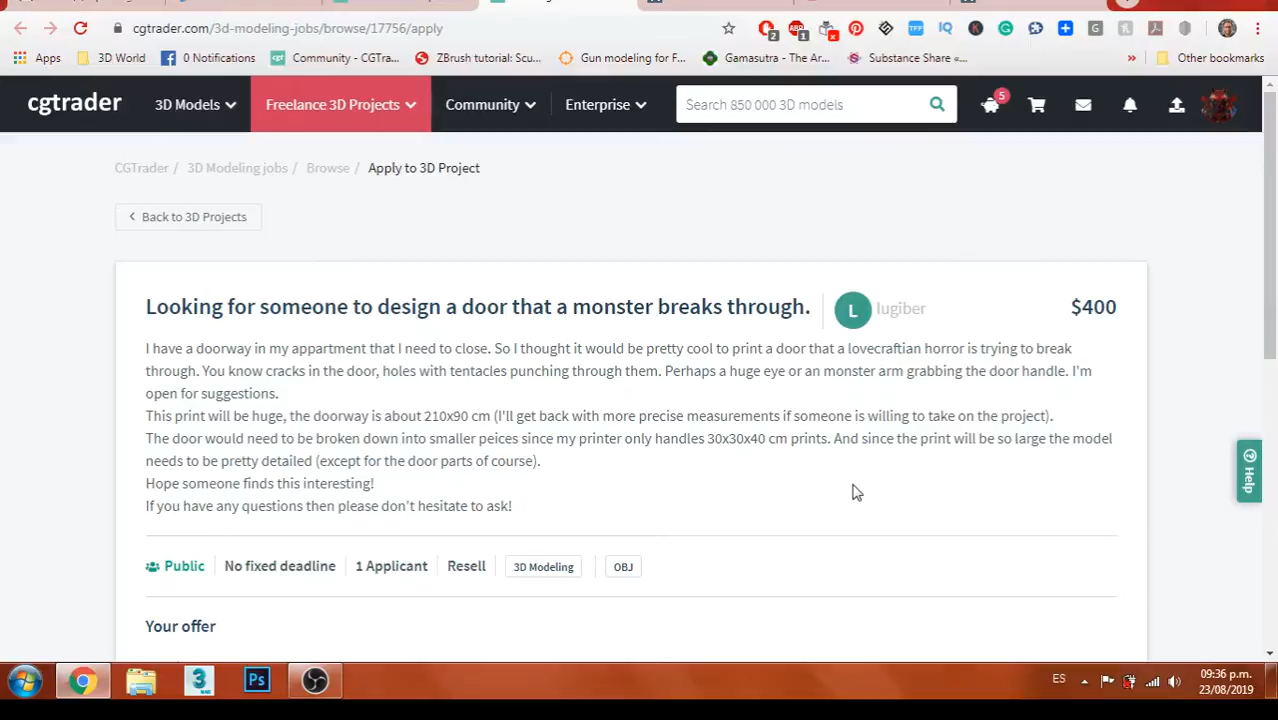 cgtrader.com/3d-modeling-jobs/browse/17756/apply
2
1
TFF
IQ
K
G
G
Apps
3D World
0 Notifications
cgt
Community - CGTra...
ZBrush tutorial: Scu...
Gun modeling for F...
Gamasutra - The Ar...
Substance Share «...
»
Other bookmarks
cgtrader
3D Models
Freelance 3D Projects
Community
Enterprise
Search 850 000 3D models
5
CGTrader / 3D Modeling jobs / Browse / Apply to 3D Project
Back to 3D Projects
Looking for someone to design a door that a monster breaks through.
L
lugiber
$400
I have a doorway in my appartment that I need to close. So I thought it would be pretty cool to print a door that a lovecraftian horror is trying to break
through. You know cracks in the door, holes with tentacles punching through them. Perhaps a huge eye or an monster arm grabbing the door handle. I'm
open for suggestions.
This print will be huge, the doorway is about 210x90 cm (I'll get back with more precise measurements if someone is willing to take on the project).
The door would need to be broken down into smaller peices since my printer only handles 30x30x40 cm prints. And since the print will be so large the model
needs to be pretty detailed (except for the door parts of course).
Hope someone finds this interesting!
If you have any questions then please don't hesitate to ask!
Help
Public
No fixed deadline
1 Applicant
Resell
3D Modeling
OBJ
Your offer
3
Ps
ES
09:36 p.m.
23/08/2019